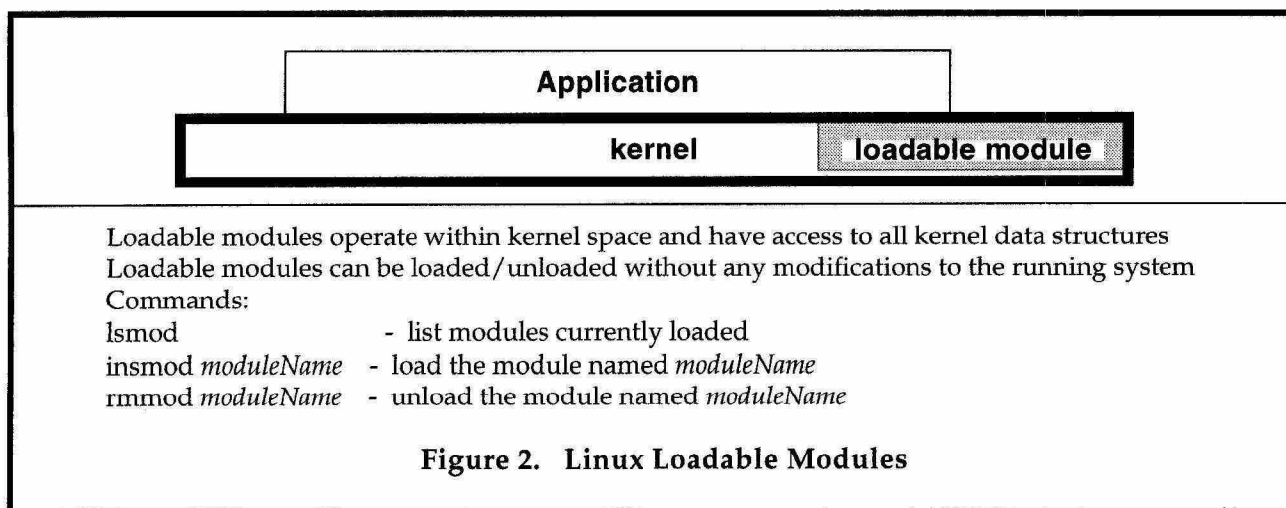 Application
kernel
loadable module
Loadable modules operate within kernel space and have access to all kernel data structures
Loadable modules can be loaded/unloaded without any modifications to the running system
Commands:
lsmod - list modules currently loaded
insmod moduleName - load the module named moduleName
rmmod moduleName - unload the module named moduleName
Figure 2. Linux Loadable Modules